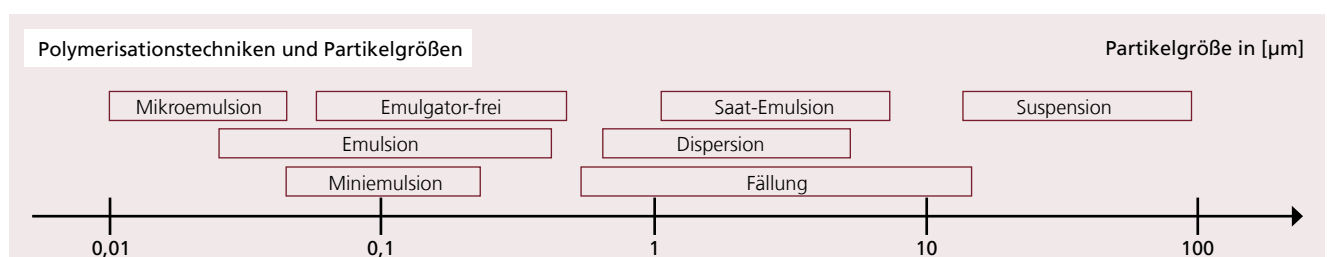 Polymerisationstechniken und Partikelgrößen
Partikelgröße in [µm]
Mikroemulsion
Emulgator-frei
Saat-Emulsion
Suspension
Emulsion
Dispersion
Miniemulsion
Fällung
0,01
0,1
1
10
100